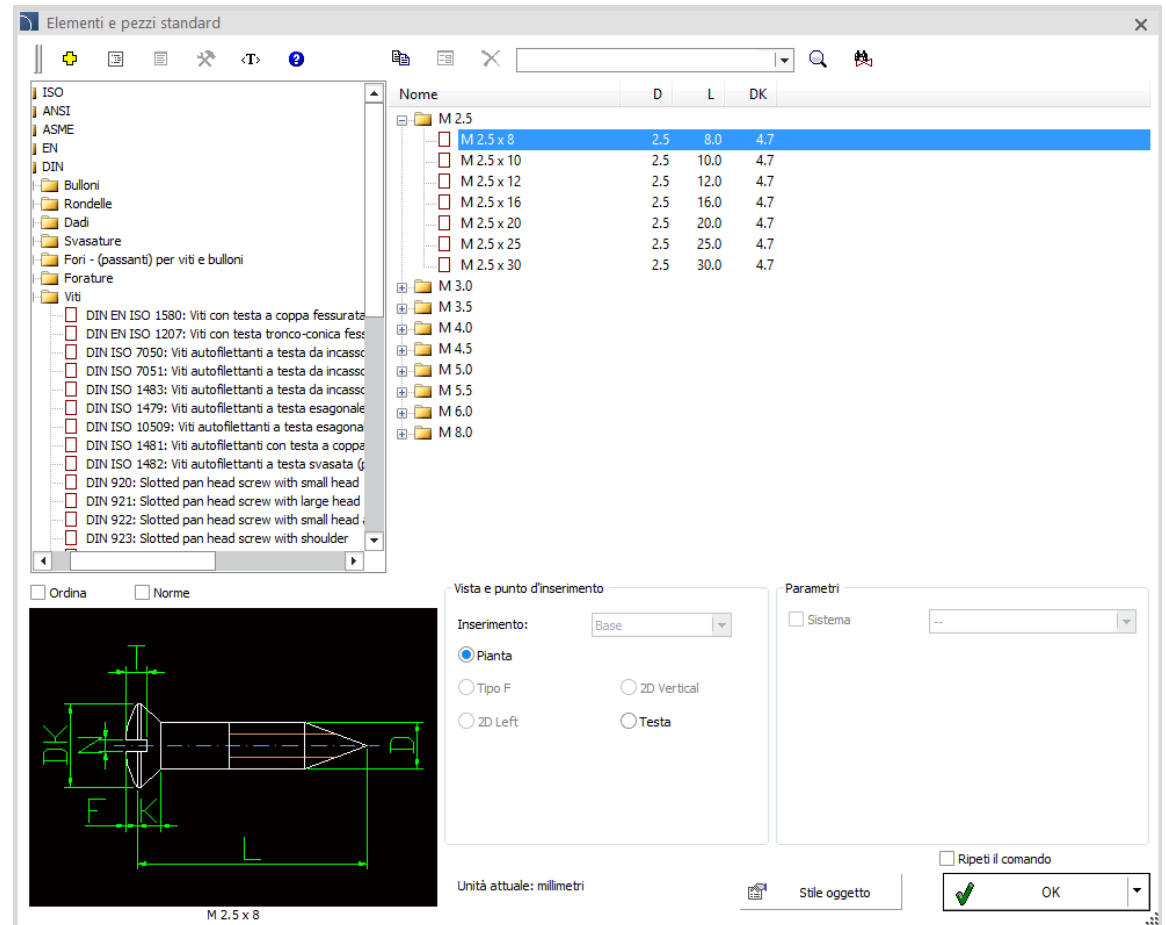 Elementi e pezzi standard
<T>
ISO
ANSI
ASME
EN
DIN
Bulloni
Rondelle
Dadi
Svasature
Fori - (passanti) per viti e bulloni
Forature
Viti
DIN EN ISO 1580: Viti con testa a coppa fessurata
DIN EN ISO 1207: Viti con testa tronco-conica fess
DIN ISO 7050: Viti autofilettanti a testa da incasso
DIN ISO 7051: Viti autofilettanti a testa da incasso
DIN ISO 1483: Viti autofilettanti a testa da incasso
DIN ISO 1479: Viti autofilettanti a testa esagonale
DIN ISO 10509: Viti autofilettanti a testa esagona
DIN ISO 1481: Viti autofilettanti con testa a coppa
DIN ISO 1482: Viti autofilettanti a testa svasata (p
DIN 920: Slotted pan head screw with small head
DIN 921: Slotted pan head screw with large head
DIN 922: Slotted pan head screw with small head a
DIN 923: Slotted pan head screw with shoulder
Nome D L DK
M 2.5
M 2.5 x 8 2.5 8.0 4.7
M 2.5 x 10 2.5 10.0 4.7
M 2.5 x 12 2.5 12.0 4.7
M 2.5 x 16 2.5 16.0 4.7
M 2.5 x 20 2.5 20.0 4.7
M 2.5 x 25 2.5 25.0 4.7
M 2.5 x 30 2.5 30.0 4.7
M 3.0
M 3.5
M 4.0
M 4.5
M 5.0
M 5.5
M 6.0
M 8.0
Ordina Norme
T
DK
N
D
F K
L
M 2.5 x 8
Vista e punto d'inserimento
Inserimento: Base
Pianta
Tipo F 2D Vertical
2D Left Testa
Parametri
Sistema --
Unità attuale: millimetri
Stile oggetto
Ripeti il comando
OK